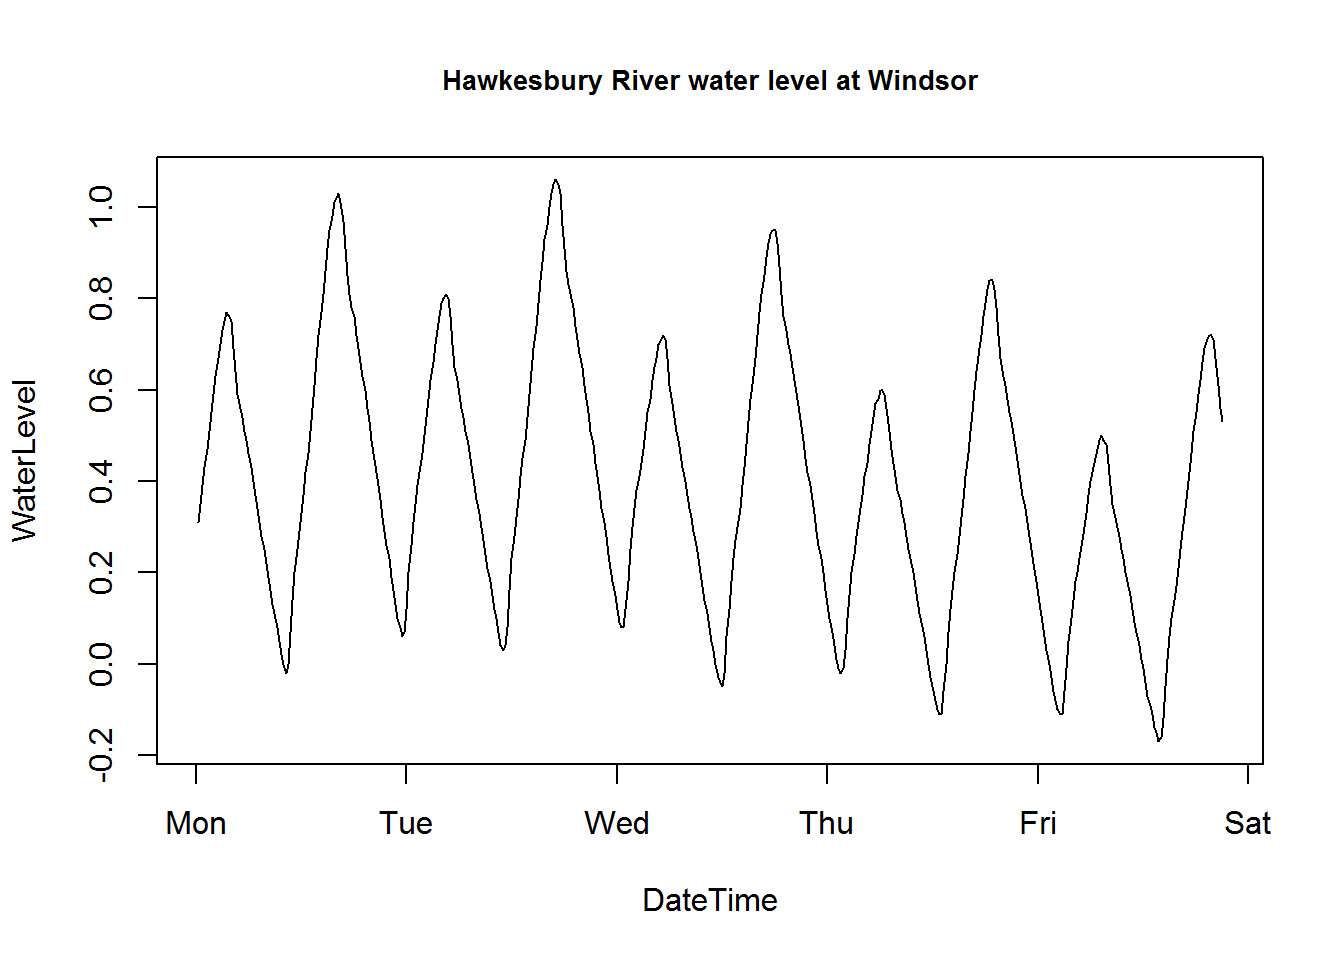 Hawkesbury River water level at Windsor
WaterLevel
1.0
0.8
0.6
0.4
0.2
0.0
-0.2
Mon Tue Wed Thu Fri Sat
DateTime